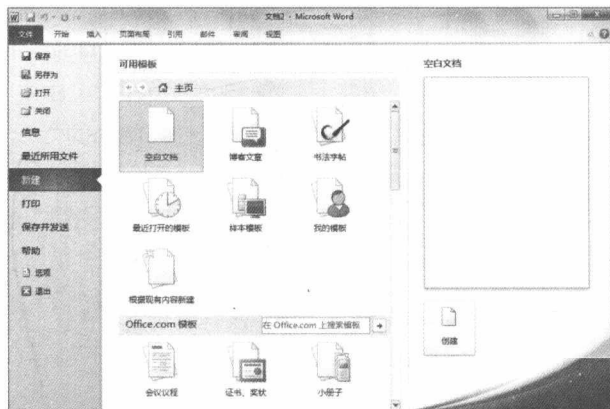 文档2 - Microsoft Word
文件 开始 插入 页面布局 引用 邮件 审阅 视图
保存
另存为
打开
关闭
信息
最近所用文件
新建
打印
保存并发送
帮助
选项
退出
可用模板
主页
空白文档 博客文章 书法字帖
最近打开的模板 样本模板 我的模板
根据现有内容新建
Office.com 模板 在 Office.com 上搜索模板
会议议程 证书、奖状 小册子
空白文档
创建